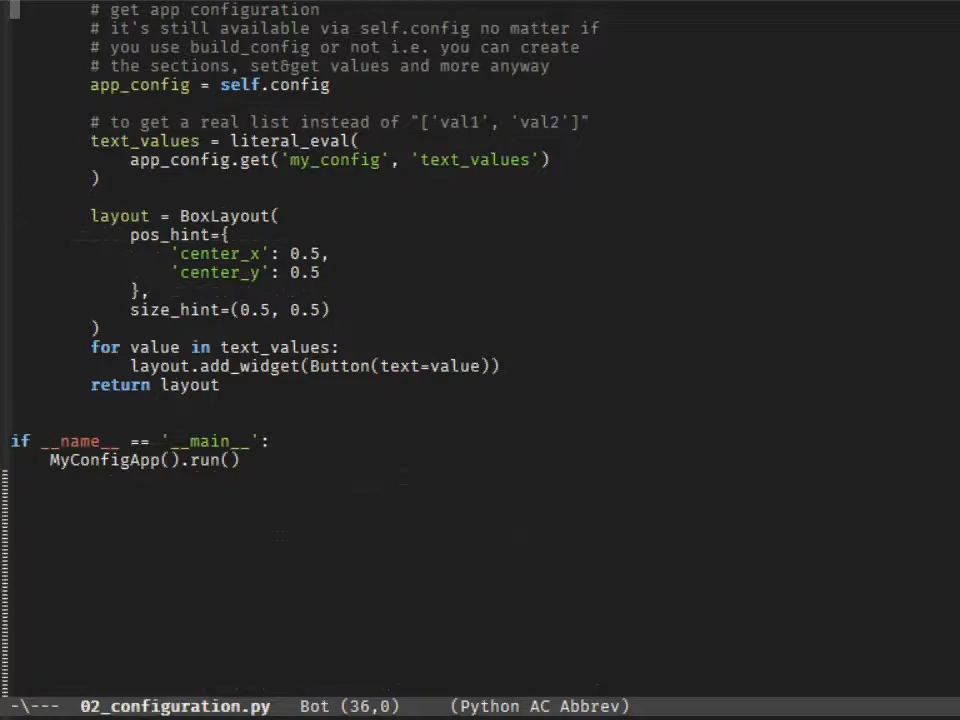 # get app configuration
# it's still available via self.config no matter if
# you use build_config or not i.e. you can create
# the sections, set&get values and more anyway
app_config = self.config
# to get a real list instead of "['val1', 'val2']"
text_values = literal_eval(
app_config.get('my_config', 'text_values')
)
layout = BoxLayout(
pos_hint={
'center_x': 0.5,
'center_y': 0.5
},
size_hint=(0.5, 0.5)
)
for value in text_values:
layout.add_widget(Button(text=value))
return layout
if __name__ == '__main__':
MyConfigApp().run()
-\--- 02_configuration.py Bot (36,0) (Python AC Abbrev)